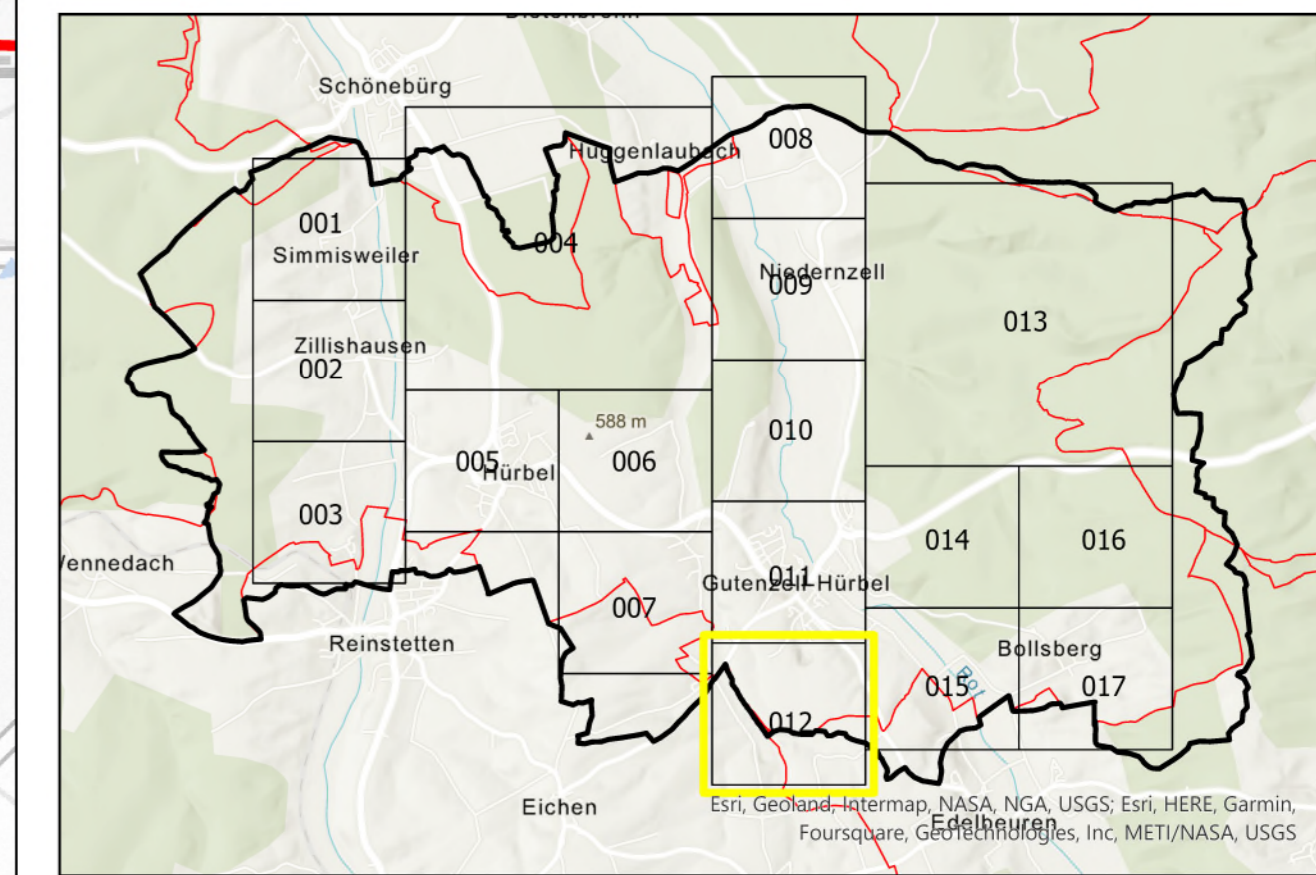 Schönebürg
008
Huggenlaubach
001
004
Simmisweiler
Niedernzell
009
013
Zillishausen
002
588 m
010
005
006
Hürbel
003
014
016
Wennedach
011
Gutenzell-Hürbel
007
Reinstetten
Bollsberg
Rot
015
017
012
Eichen
Esri, Geoland, Intermap, NASA, NGA, USGS; Esri, HERE, Garmin,
Edelbeuren
Foursquare, GeoTechnologies, Inc, METI/NASA, USGS